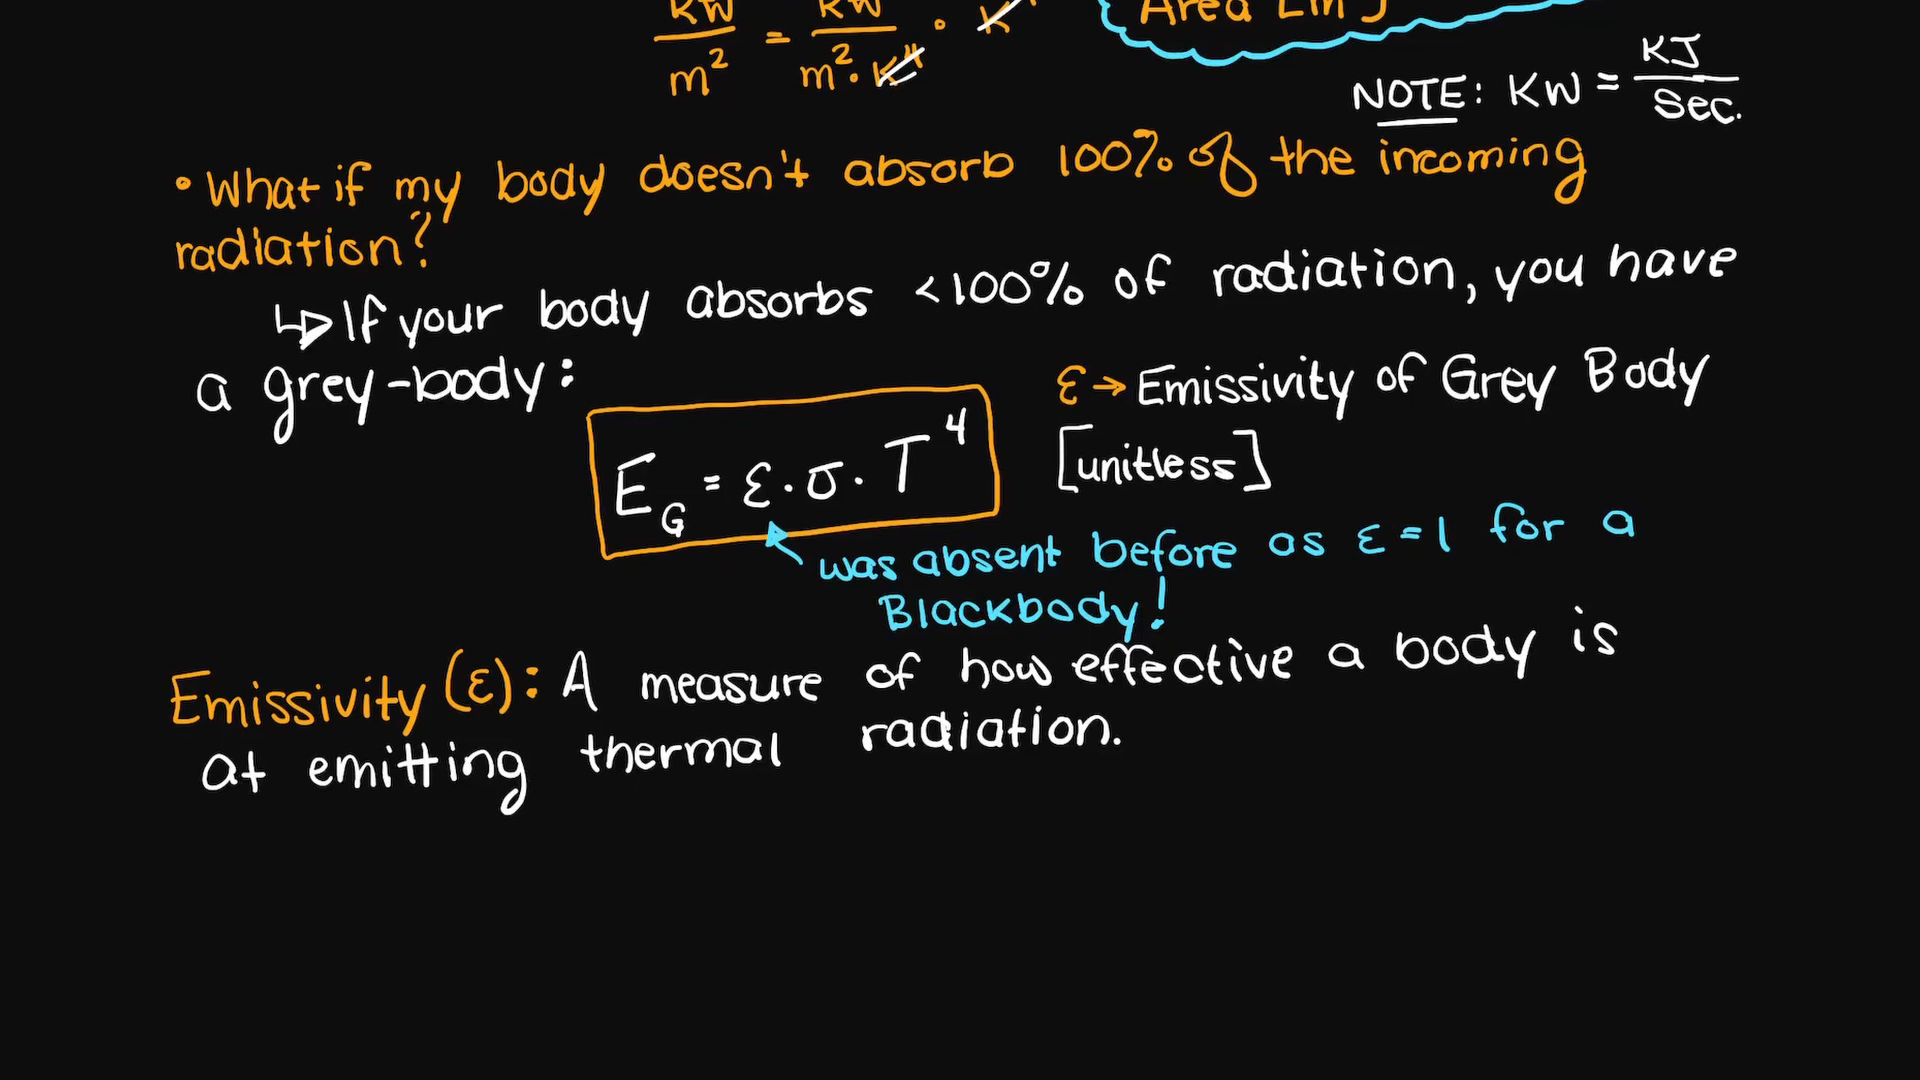 KW/m² = KW/m²·K⁴ · K
Area [m²]
NOTE: KW = KJ/Sec.
• What if my body doesn't absorb 100% of the incoming
radiation?
↳ If your body absorbs <100% of radiation, you have
a grey-body:
E_G = ε · σ · T⁴
ε → Emissivity of Grey Body
[unitless]
was absent before as ε = 1 for a
Blackbody!
Emissivity (ε): A measure of how effective a body is
at emitting thermal radiation.